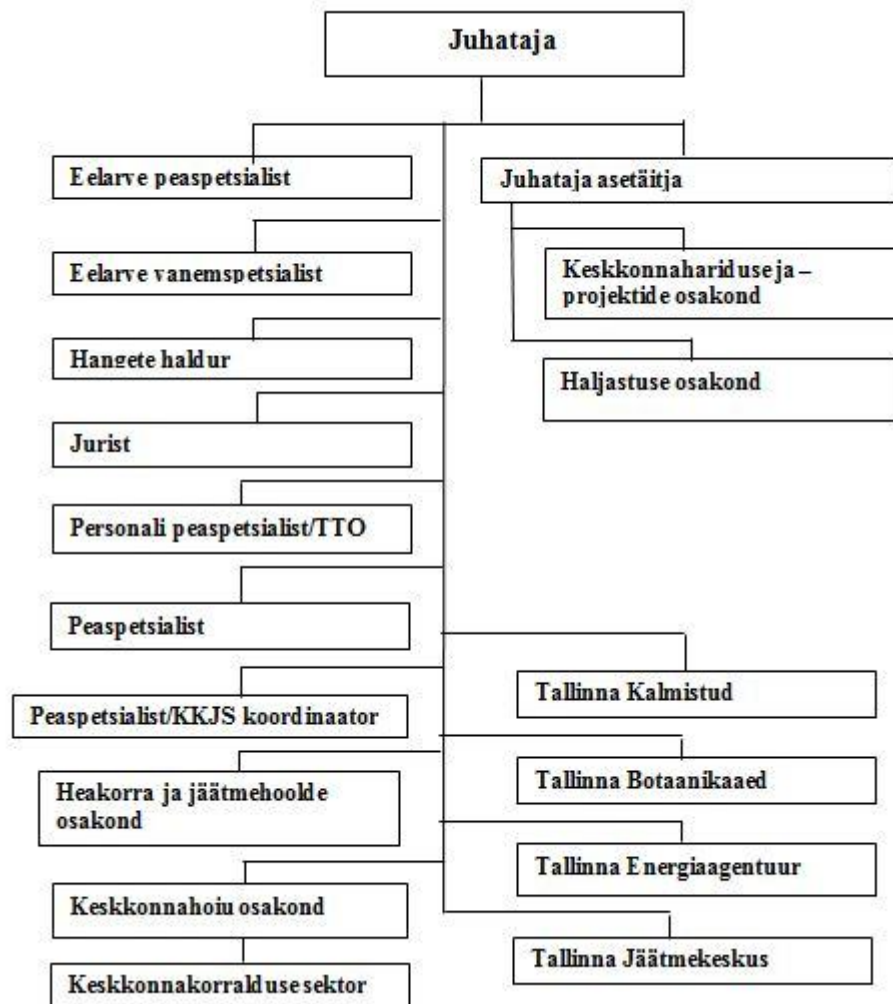 Juhataja
Eelarve peaspetsialist
Juhataja asetäitja
Eelarve vanemspetsialist
Keskkonnahariduse ja –
projektide osakond
Hangete haldur
Haljastuse osakond
Jurist
Personali peaspetsialist/TTO
Peaspetsialist
Peaspetsialist/KKJS koordinaator
Tallinna Kalmistud
Heakorra ja jäätmehoolde
osakond
Tallinna Botaanikaaed
Tallinna Energiaagentuur
Keskkonnahoiu osakond
Tallinna Jäätmekeskus
Keskkonnakorralduse sektor